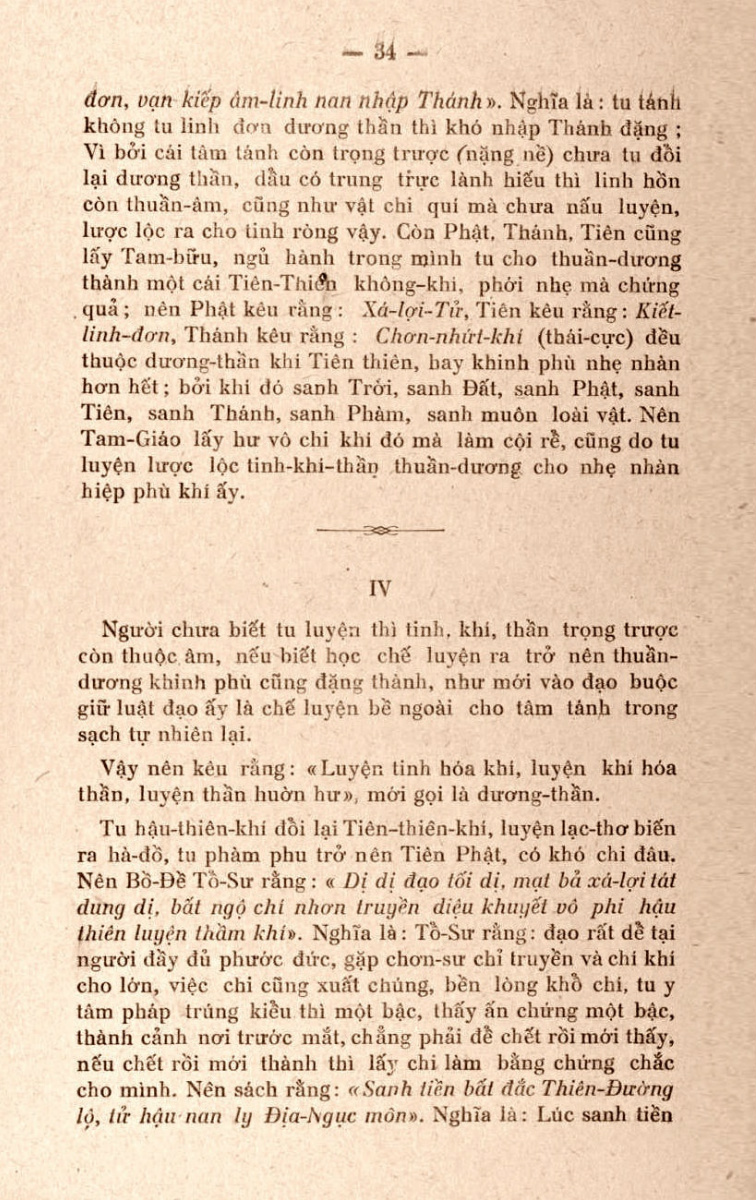 — 34 —
đơn, vạn kiếp âm-linh nan nhập Thánh». Nghĩa là : tu tánh
không tu linh đơn dương thần thì khó nhập Thánh đặng ;
Vì bởi cái tâm tánh còn trọng trược (nặng nề) chưa tu đổi
lại dương thần, dầu có trung trực lành hiếu thì linh hồn
còn thuần-âm, cũng như vật chi quí mà chưa nấu luyện,
lược lộc ra cho tinh ròng vậy. Còn Phật, Thánh, Tiên cũng
lấy Tam-bữu, ngủ hành trong mình tu cho thuần-dương
thành một cái Tiên-Thiên không-khí, phởi nhẹ mà chứng
quả ; nên Phật kêu rằng : Xá-lợi-Tử, Tiên kêu rằng : Kiết-
linh-đơn, Thánh kêu rằng : Chơn-nhứt-khí (thái-cực) đều
thuộc dương-thần khí Tiên thiên, hay khinh phù nhẹ nhàn
hơn hết ; bởi khí đó sanh Trời, sanh Đất, sanh Phật, sanh
Tiên, sanh Thánh, sanh Phàm, sanh muôn loài vật. Nên
Tam-Giáo lấy hư vô chi khí đó mà làm cội rễ, cũng do tu
luyện lược lộc tinh-khí-thần thuần-dương cho nhẹ nhàn
hiệp phù khí ấy.
IV
Người chưa biết tu luyện thì tinh, khí, thần trọng trược
còn thuộc âm, nếu biết học chế luyện ra trở nên thuần-
dương khinh phù cũng đặng thành, như mới vào đạo buộc
giữ luật đạo ấy là chế luyện bề ngoài cho tâm tánh trong
sạch tự nhiên lại.
Vậy nên kêu rằng : «Luyện tinh hóa khí, luyện khí hóa
thần, luyện thần huờn hư», mới gọi là dương-thần.
Tu hậu-thiên-khí đổi lại Tiên-thiên-khí, luyện lạc-thơ biến
ra hà-đồ, tu phàm phu trở nên Tiên Phật, có khó chi đâu.
Nên Bồ-Đề Tổ-Sư rằng : « Dị dị đạo tối dị, mạt bả xá-lợi tát
dung dị, bất ngộ chí nhơn truyền diệu khuyết vô phi hậu
thiên luyện thầm khí». Nghĩa là : Tổ-Sư rằng : đạo rất dể tại
người đầy đủ phước đức, gặp chơn-sư chỉ truyền và chí khí
cho lớn, việc chi cũng xuất chúng, bền lòng khổ chí, tu y
tâm pháp trúng kiểu thì một bậc, thấy ấn chứng một bậc,
thành cảnh nơi trước mắt, chẳng phải để chết rồi mới thấy,
nếu chết rồi mới thành thì lấy chi làm bằng chứng chắc
cho mình. Nên sách rằng : «Sanh tiền bất đắc Thiên-Đường
lộ, tử hậu nan ly Địa-Ngục môn». Nghĩa là : Lúc sanh tiền